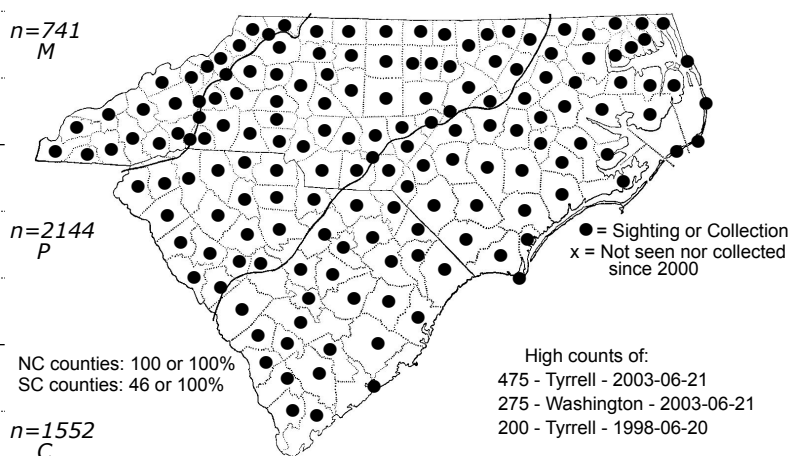 n=741
M
n=2144
P
● = Sighting or Collection
x = Not seen nor collected
since 2000
NC counties: 100 or 100%
SC counties: 46 or 100%
High counts of:
475 - Tyrrell - 2003-06-21
275 - Washington - 2003-06-21
200 - Tyrrell - 1998-06-20
n=1552
C